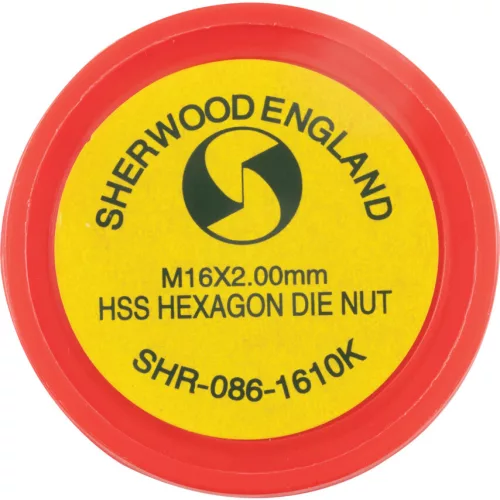 SHERWOOD ENGLAND
M16X2.00mm
HSS HEXAGON DIE NUT
SHR-086-1610K